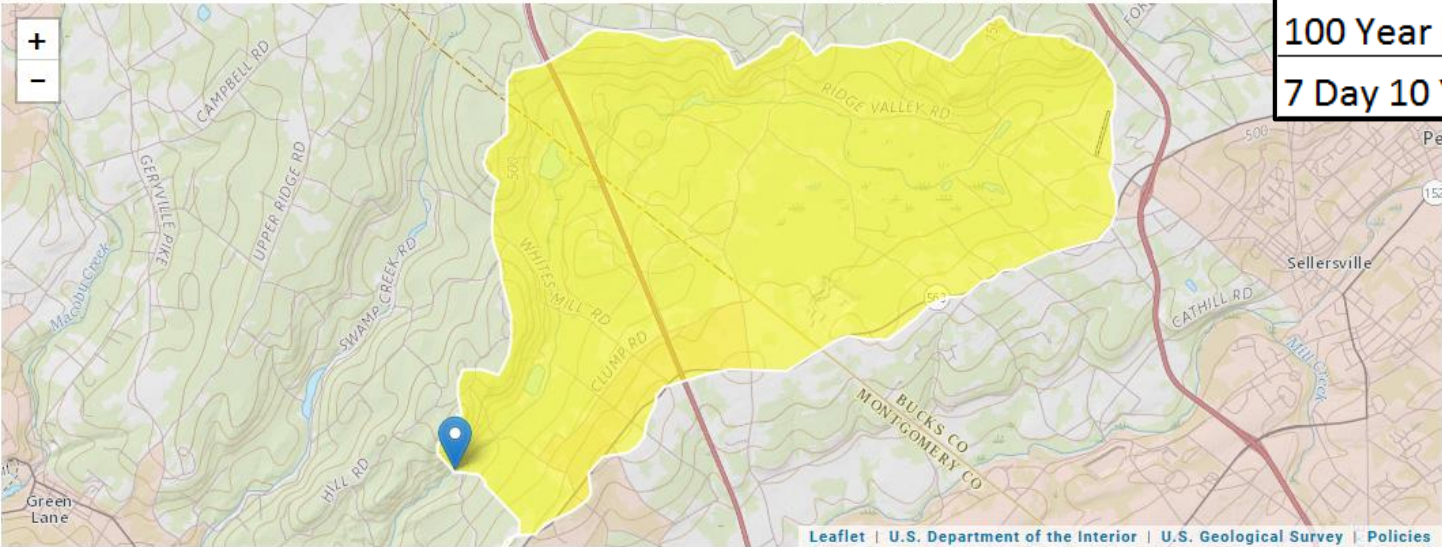 +
−
100 Year
7 Day 10
CAMPBELL RD
GERYVILLE PIKE
UPPER RIDGE RD
SWAMP CREEK RD
Macoby Creek
HILL RD
Green
Lane
500
WHITES MILL RD
CLUMP RD
RIDGE VALLEY RD
563
BUCKS CO
MONTGOMERY CO
500
Pe
152
Sellersville
CATHILL RD
Mill Creek
Leaflet | U.S. Department of the Interior | U.S. Geological Survey | Policies